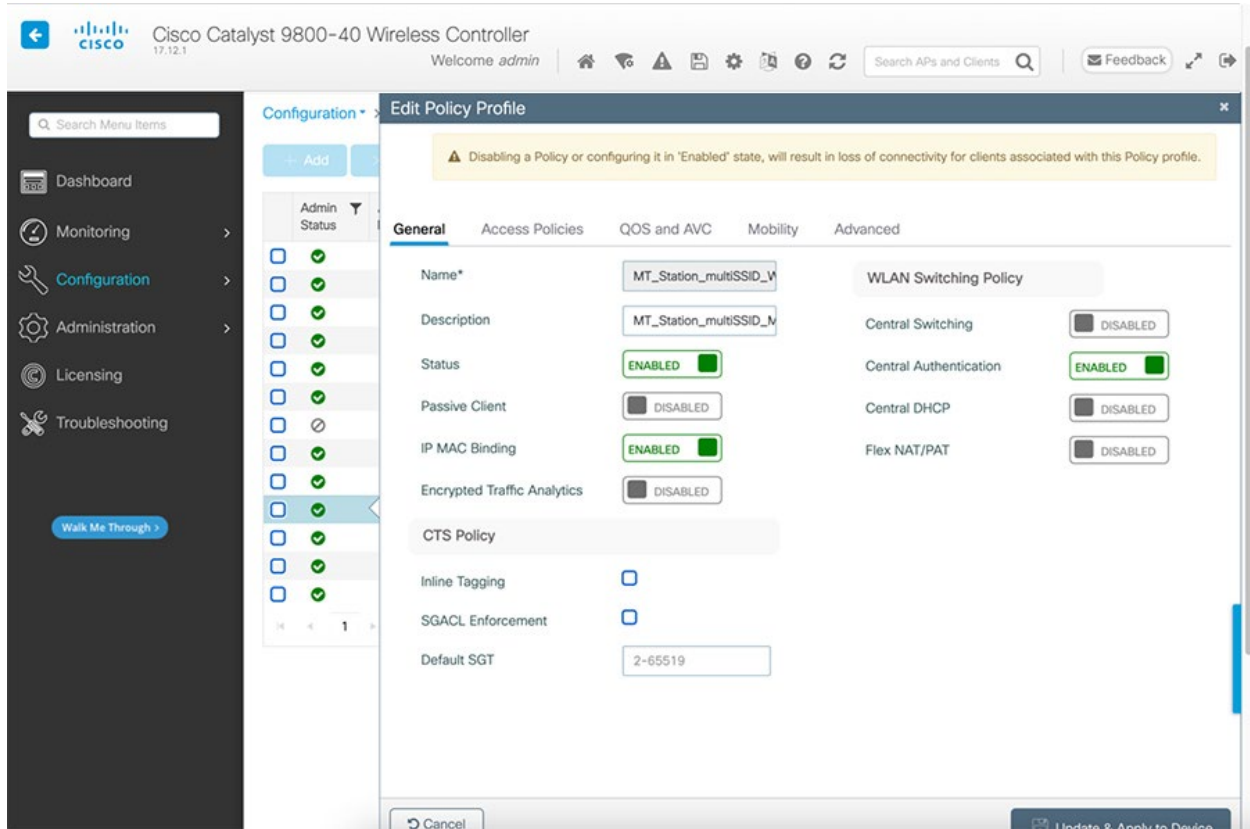 CISCO
Cisco Catalyst 9800-40 Wireless Controller
17.12.1
Welcome admin
Search APs and Clients
Feedback
Search Menu Items
Dashboard
Monitoring
Configuration
Administration
Licensing
Troubleshooting
Walk Me Through >
Configuration
+ Add
Admin
Status
1
Edit Policy Profile
Disabling a Policy or configuring it in 'Enabled' state, will result in loss of connectivity for clients associated with this Policy profile.
General Access Policies QOS and AVC Mobility Advanced
Name* MT_Station_multiSSID_W
Description MT_Station_multiSSID_M
Status ENABLED
Passive Client DISABLED
IP MAC Binding ENABLED
Encrypted Traffic Analytics DISABLED
CTS Policy
Inline Tagging
SGACL Enforcement
Default SGT 2-65519
WLAN Switching Policy
Central Switching DISABLED
Central Authentication ENABLED
Central DHCP DISABLED
Flex NAT/PAT DISABLED
Cancel
Update & Apply to Device